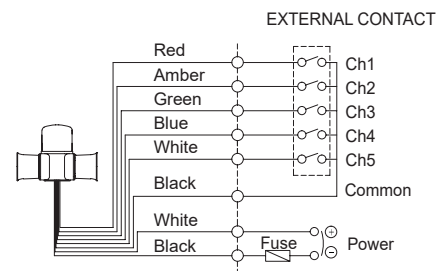 EXTERNAL CONTACT
Red
Ch1
Amber
Ch2
Green
Ch3
Blue
Ch4
White
Ch5
Black
Common
White
Black
Fuse
+
-
Power